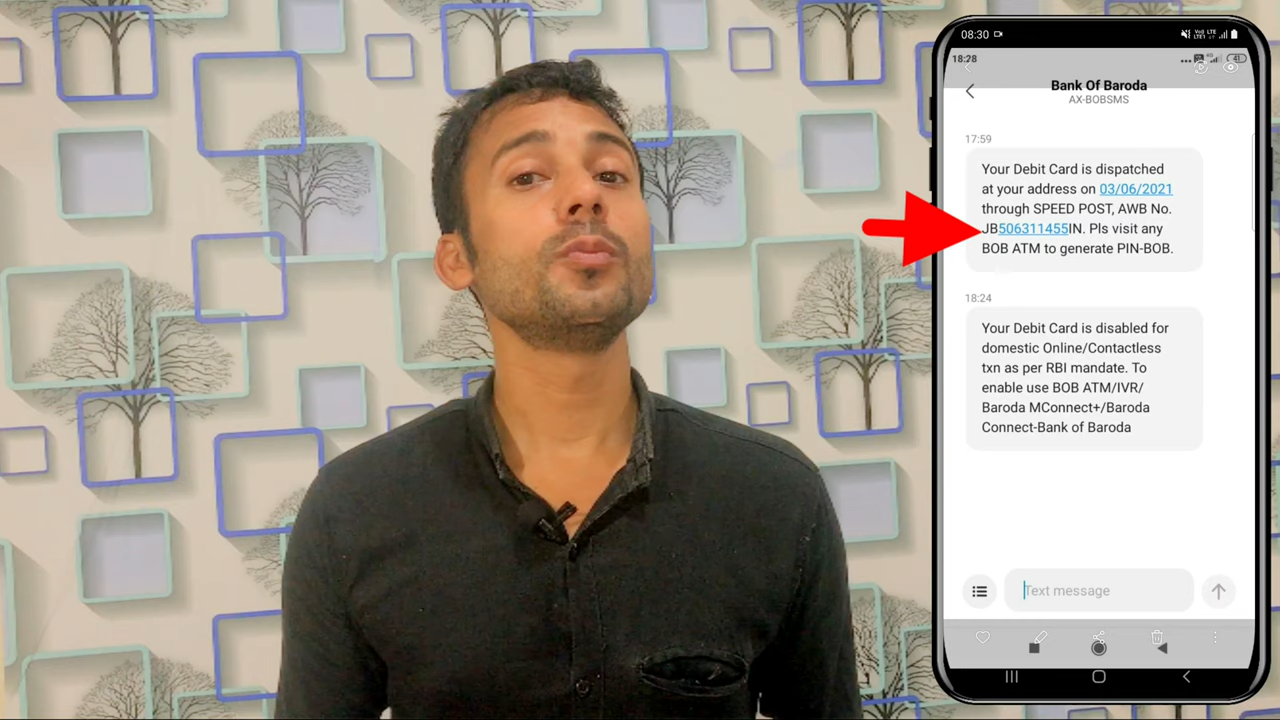 08:30
18:28
Bank Of Baroda
AX-BOBSMS
17:59
Your Debit Card is dispatched
at your address on 03/06/2021
through SPEED POST, AWB No.
JB506311455IN. Pls visit any
BOB ATM to generate PIN-BOB.
18:24
Your Debit Card is disabled for
domestic Online/Contactless
txn as per RBI mandate. To
enable use BOB ATM/IVR/
Baroda MConnect+/Baroda
Connect-Bank of Baroda
Text message